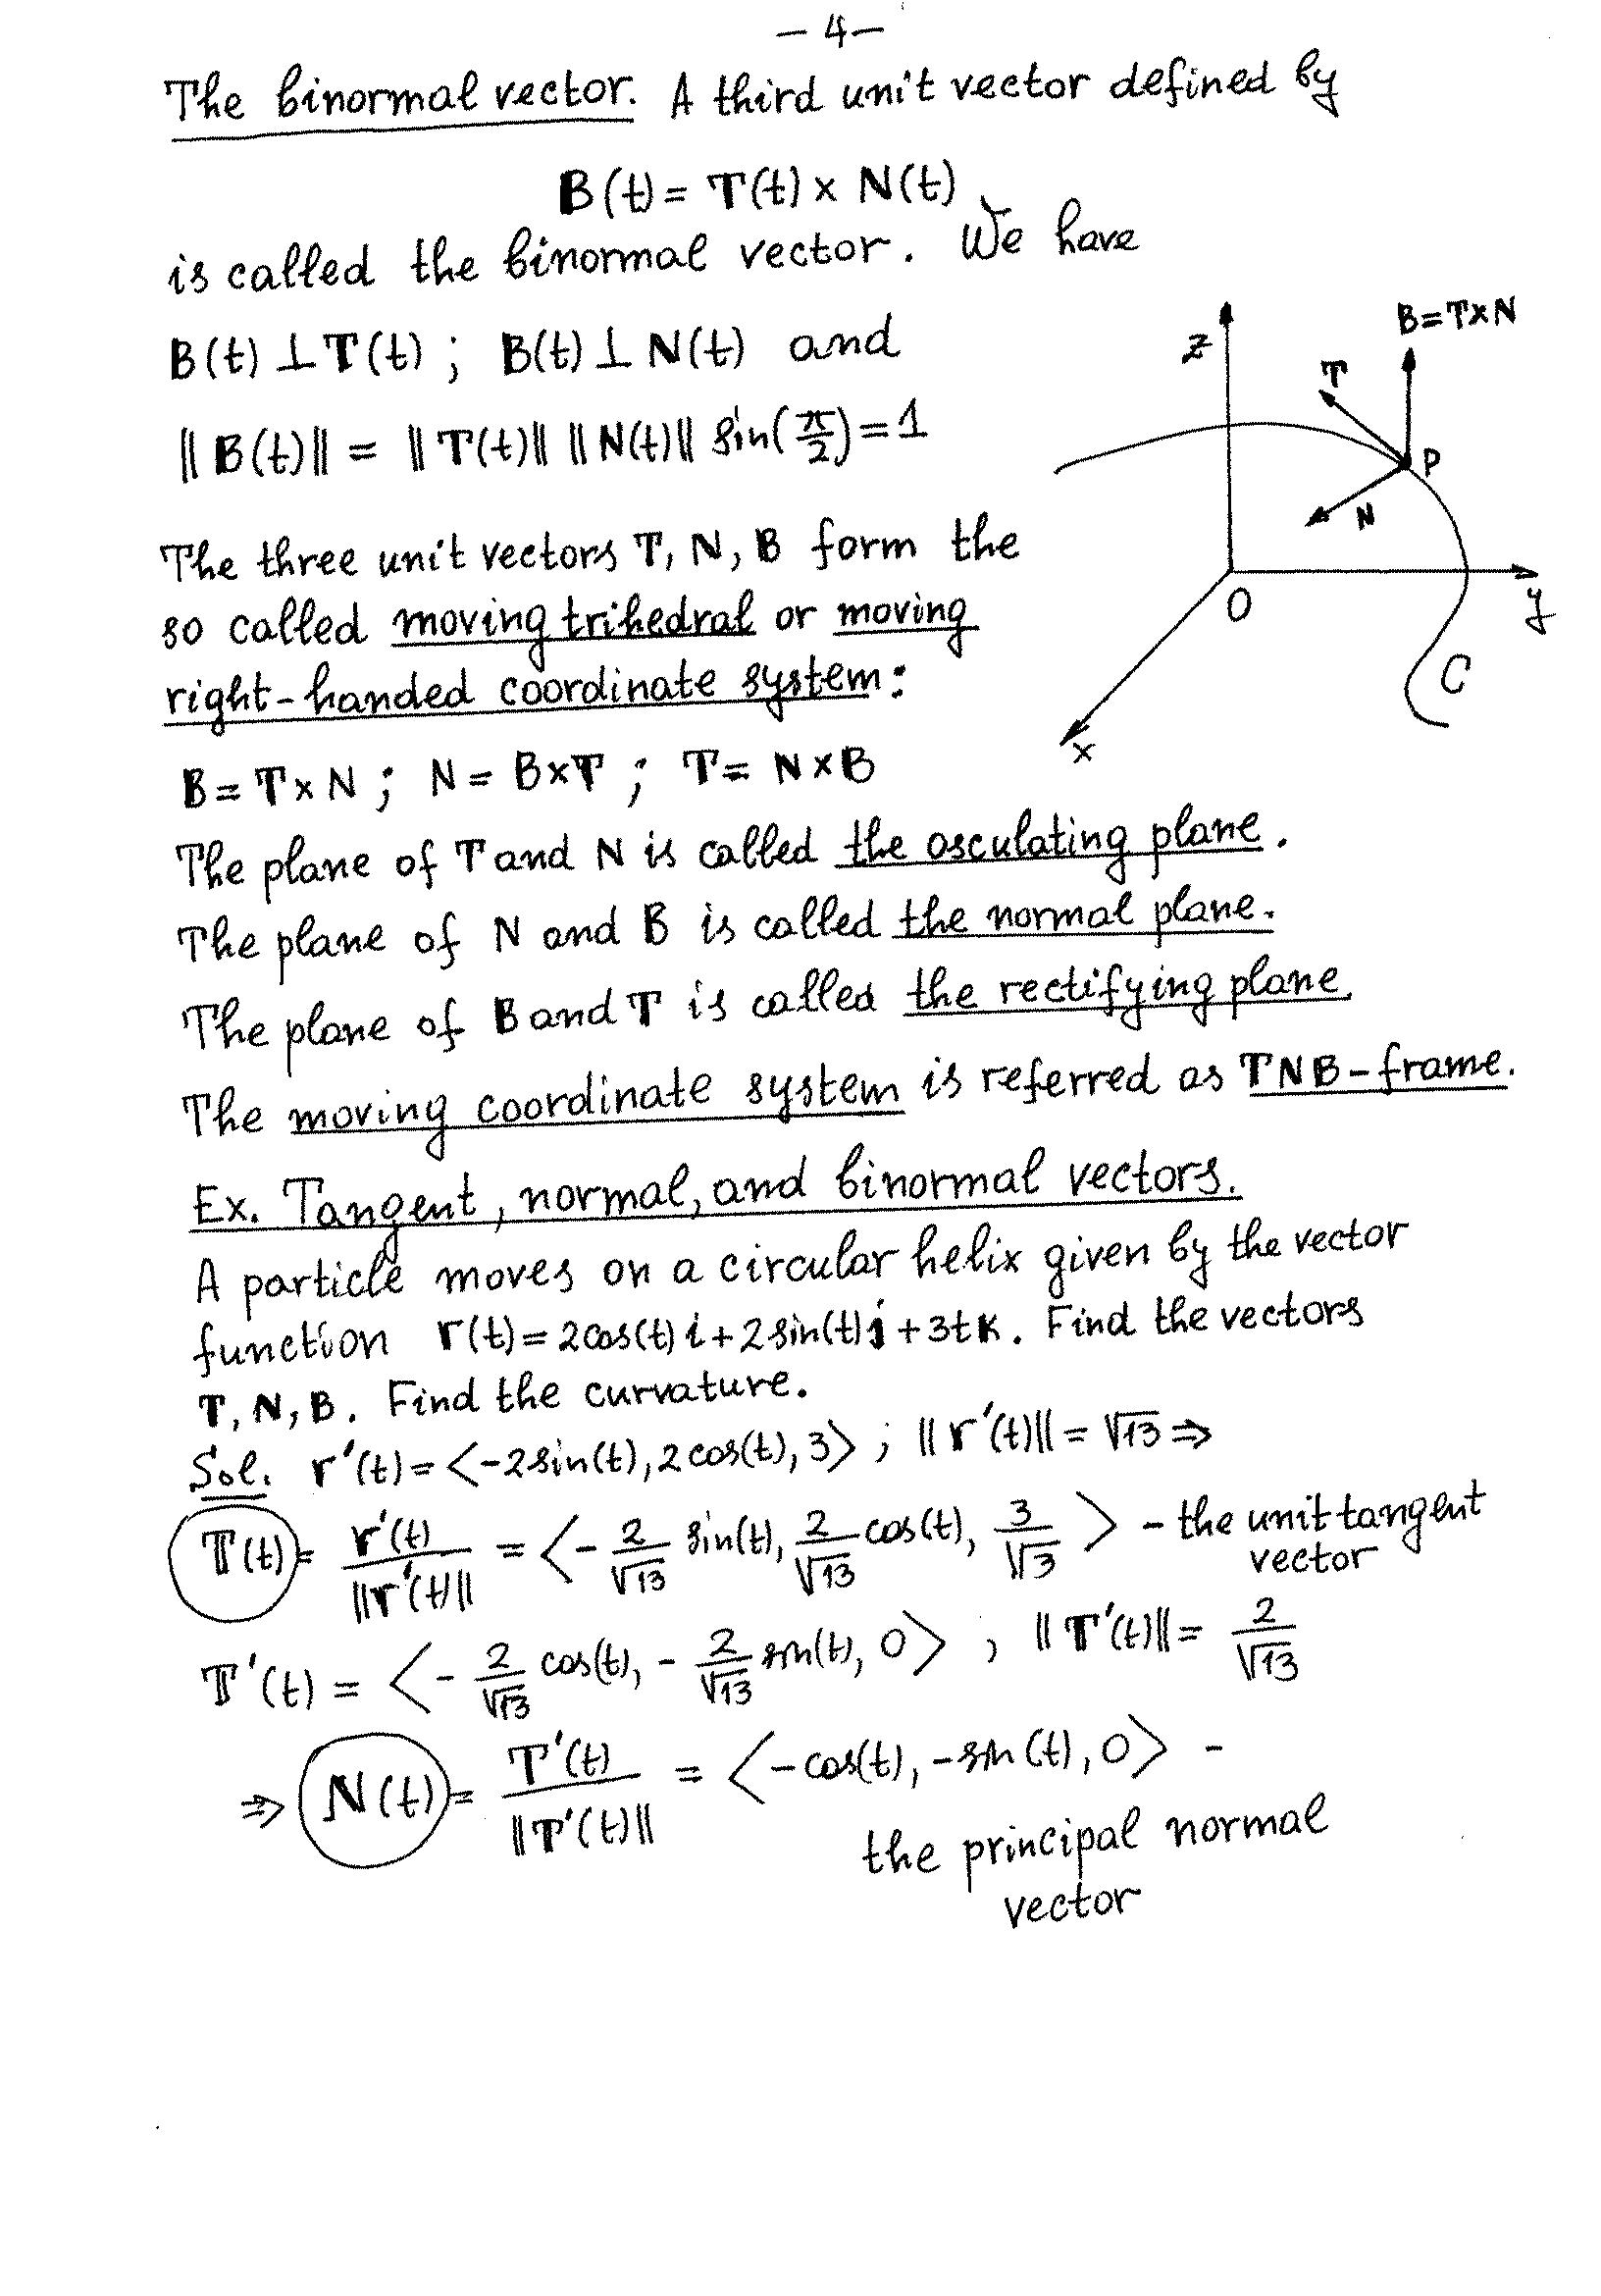 - 4 -
The binormal vector. A third unit vector defined by
B(t) = T(t) × N(t)
is called the binormal vector. We have
B(t) ⊥ T(t) ; B(t) ⊥ N(t) and
‖B(t)‖ = ‖T(t)‖ ‖N(t)‖ sin(π/2) = 1
B = T×N
z
T
P
N
O
y
C
x
The three unit vectors T, N, B form the
so called moving trihedral or moving
right-handed coordinate system:
B = T×N ; N = B×T ; T = N×B
The plane of T and N is called the osculating plane.
The plane of N and B is called the normal plane.
The plane of B and T is called the rectifying plane.
The moving coordinate system is referred as TNB-frame.
Ex. Tangent, normal, and binormal vectors.
A particle moves on a circular helix given by the vector
function r(t) = 2cos(t) i + 2sin(t) j + 3t k. Find the vectors
T, N, B. Find the curvature.
Sol. r'(t) = <-2sin(t), 2cos(t), 3> ; ‖r'(t)‖ = √13 ⇒
T(t) = r'(t)/‖r'(t)‖ = <-2/√13 sin(t), 2/√13 cos(t), 3/√3> - the unit tangent
vector
T'(t) = <-2/√13 cos(t), -2/√13 sin(t), 0> , ‖T'(t)‖ = 2/√13
⇒ N(t) = T'(t)/‖T'(t)‖ = <-cos(t), -sin(t), 0> -
the principal normal
vector